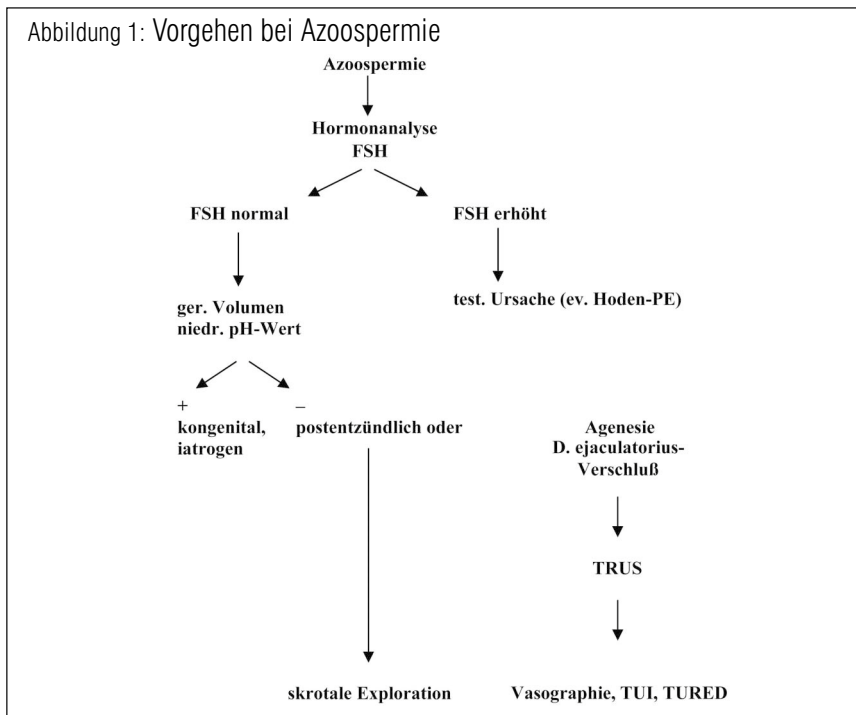 Abbildung 1: Vorgehen bei Azoospermie
Azoospermie
Hormonanalyse
FSH
FSH normal
FSH erhöht
ger. Volumen
niedr. pH-Wert
test. Ursache (ev. Hoden-PE)
+
kongenital,
iatrogen
–
postentzündlich oder
Agenesie
D. ejaculatorius-
Verschluß
TRUS
skrotale Exploration
Vasographie, TUI, TURED